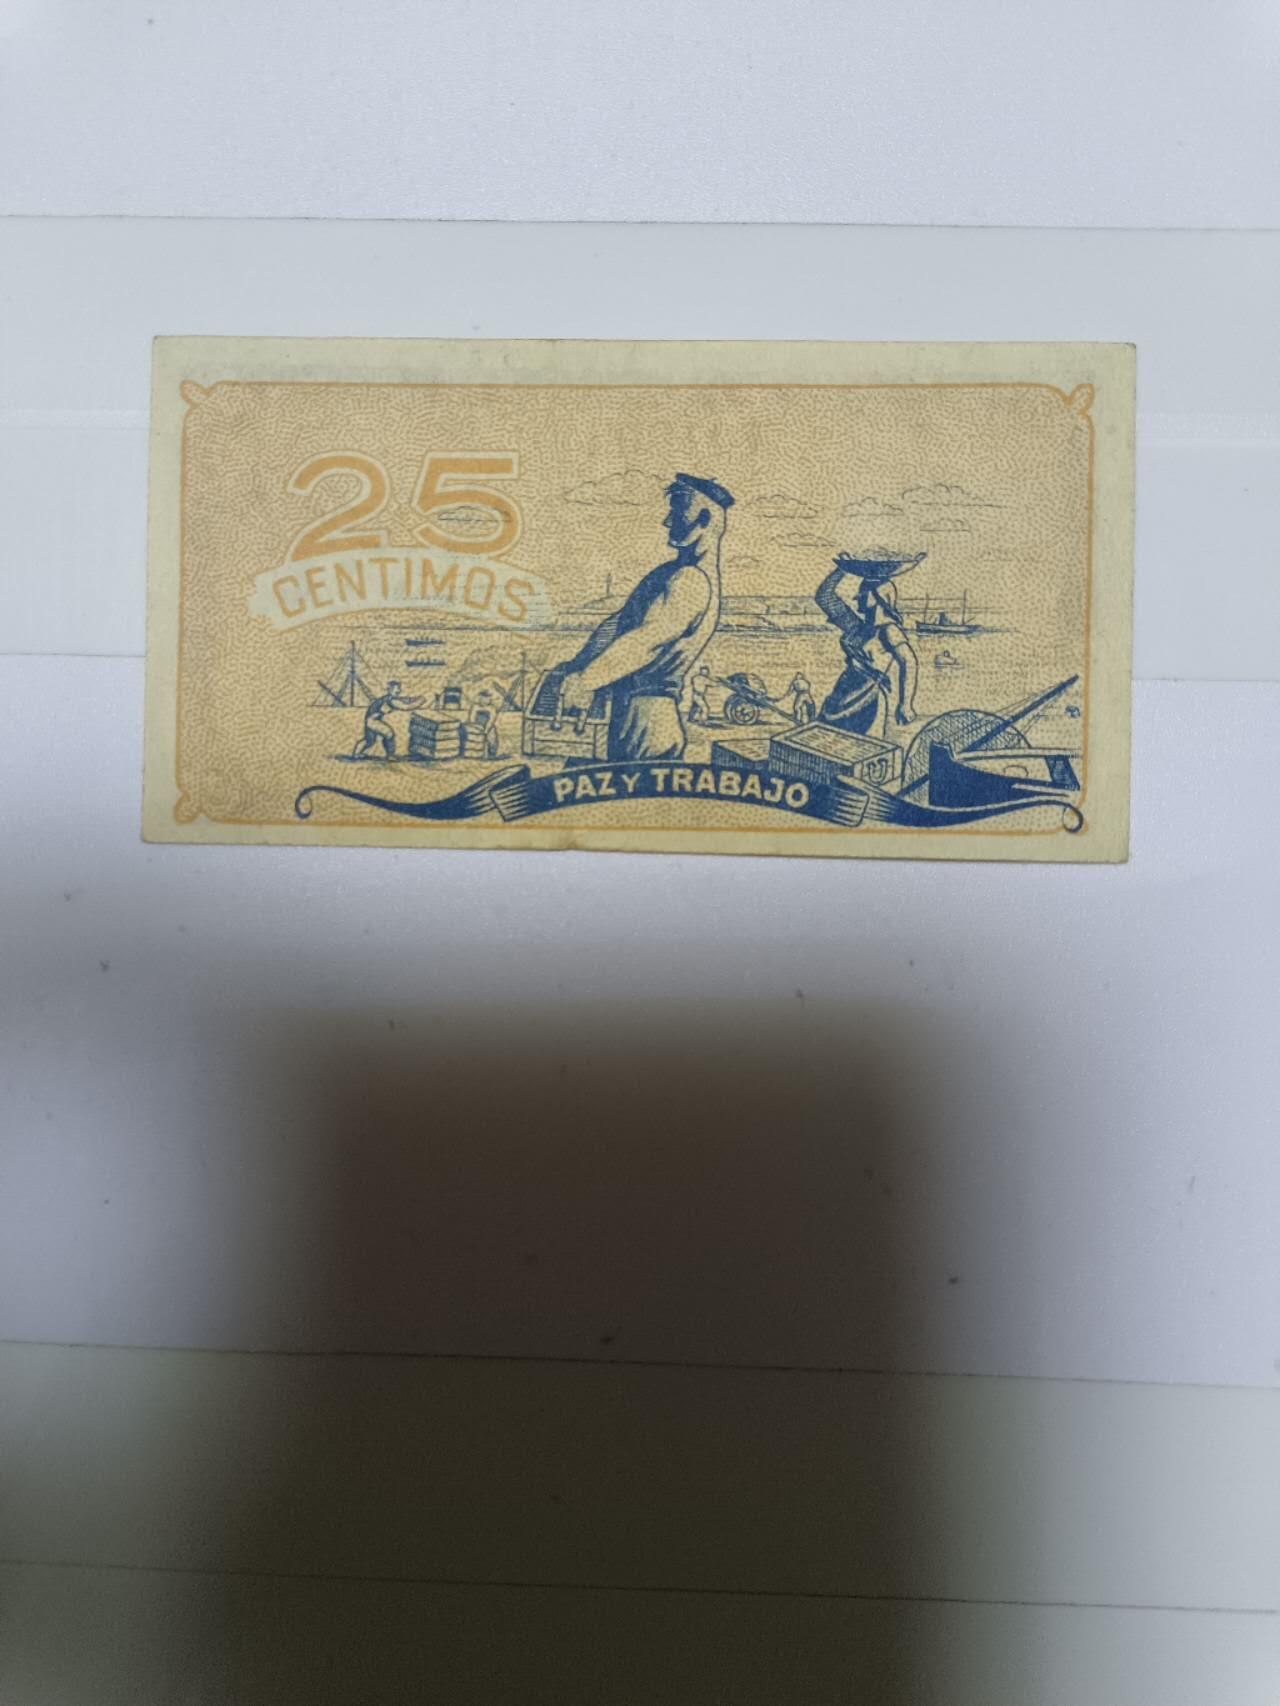 25
CENTIMOS
PAZ Y TRABAJO